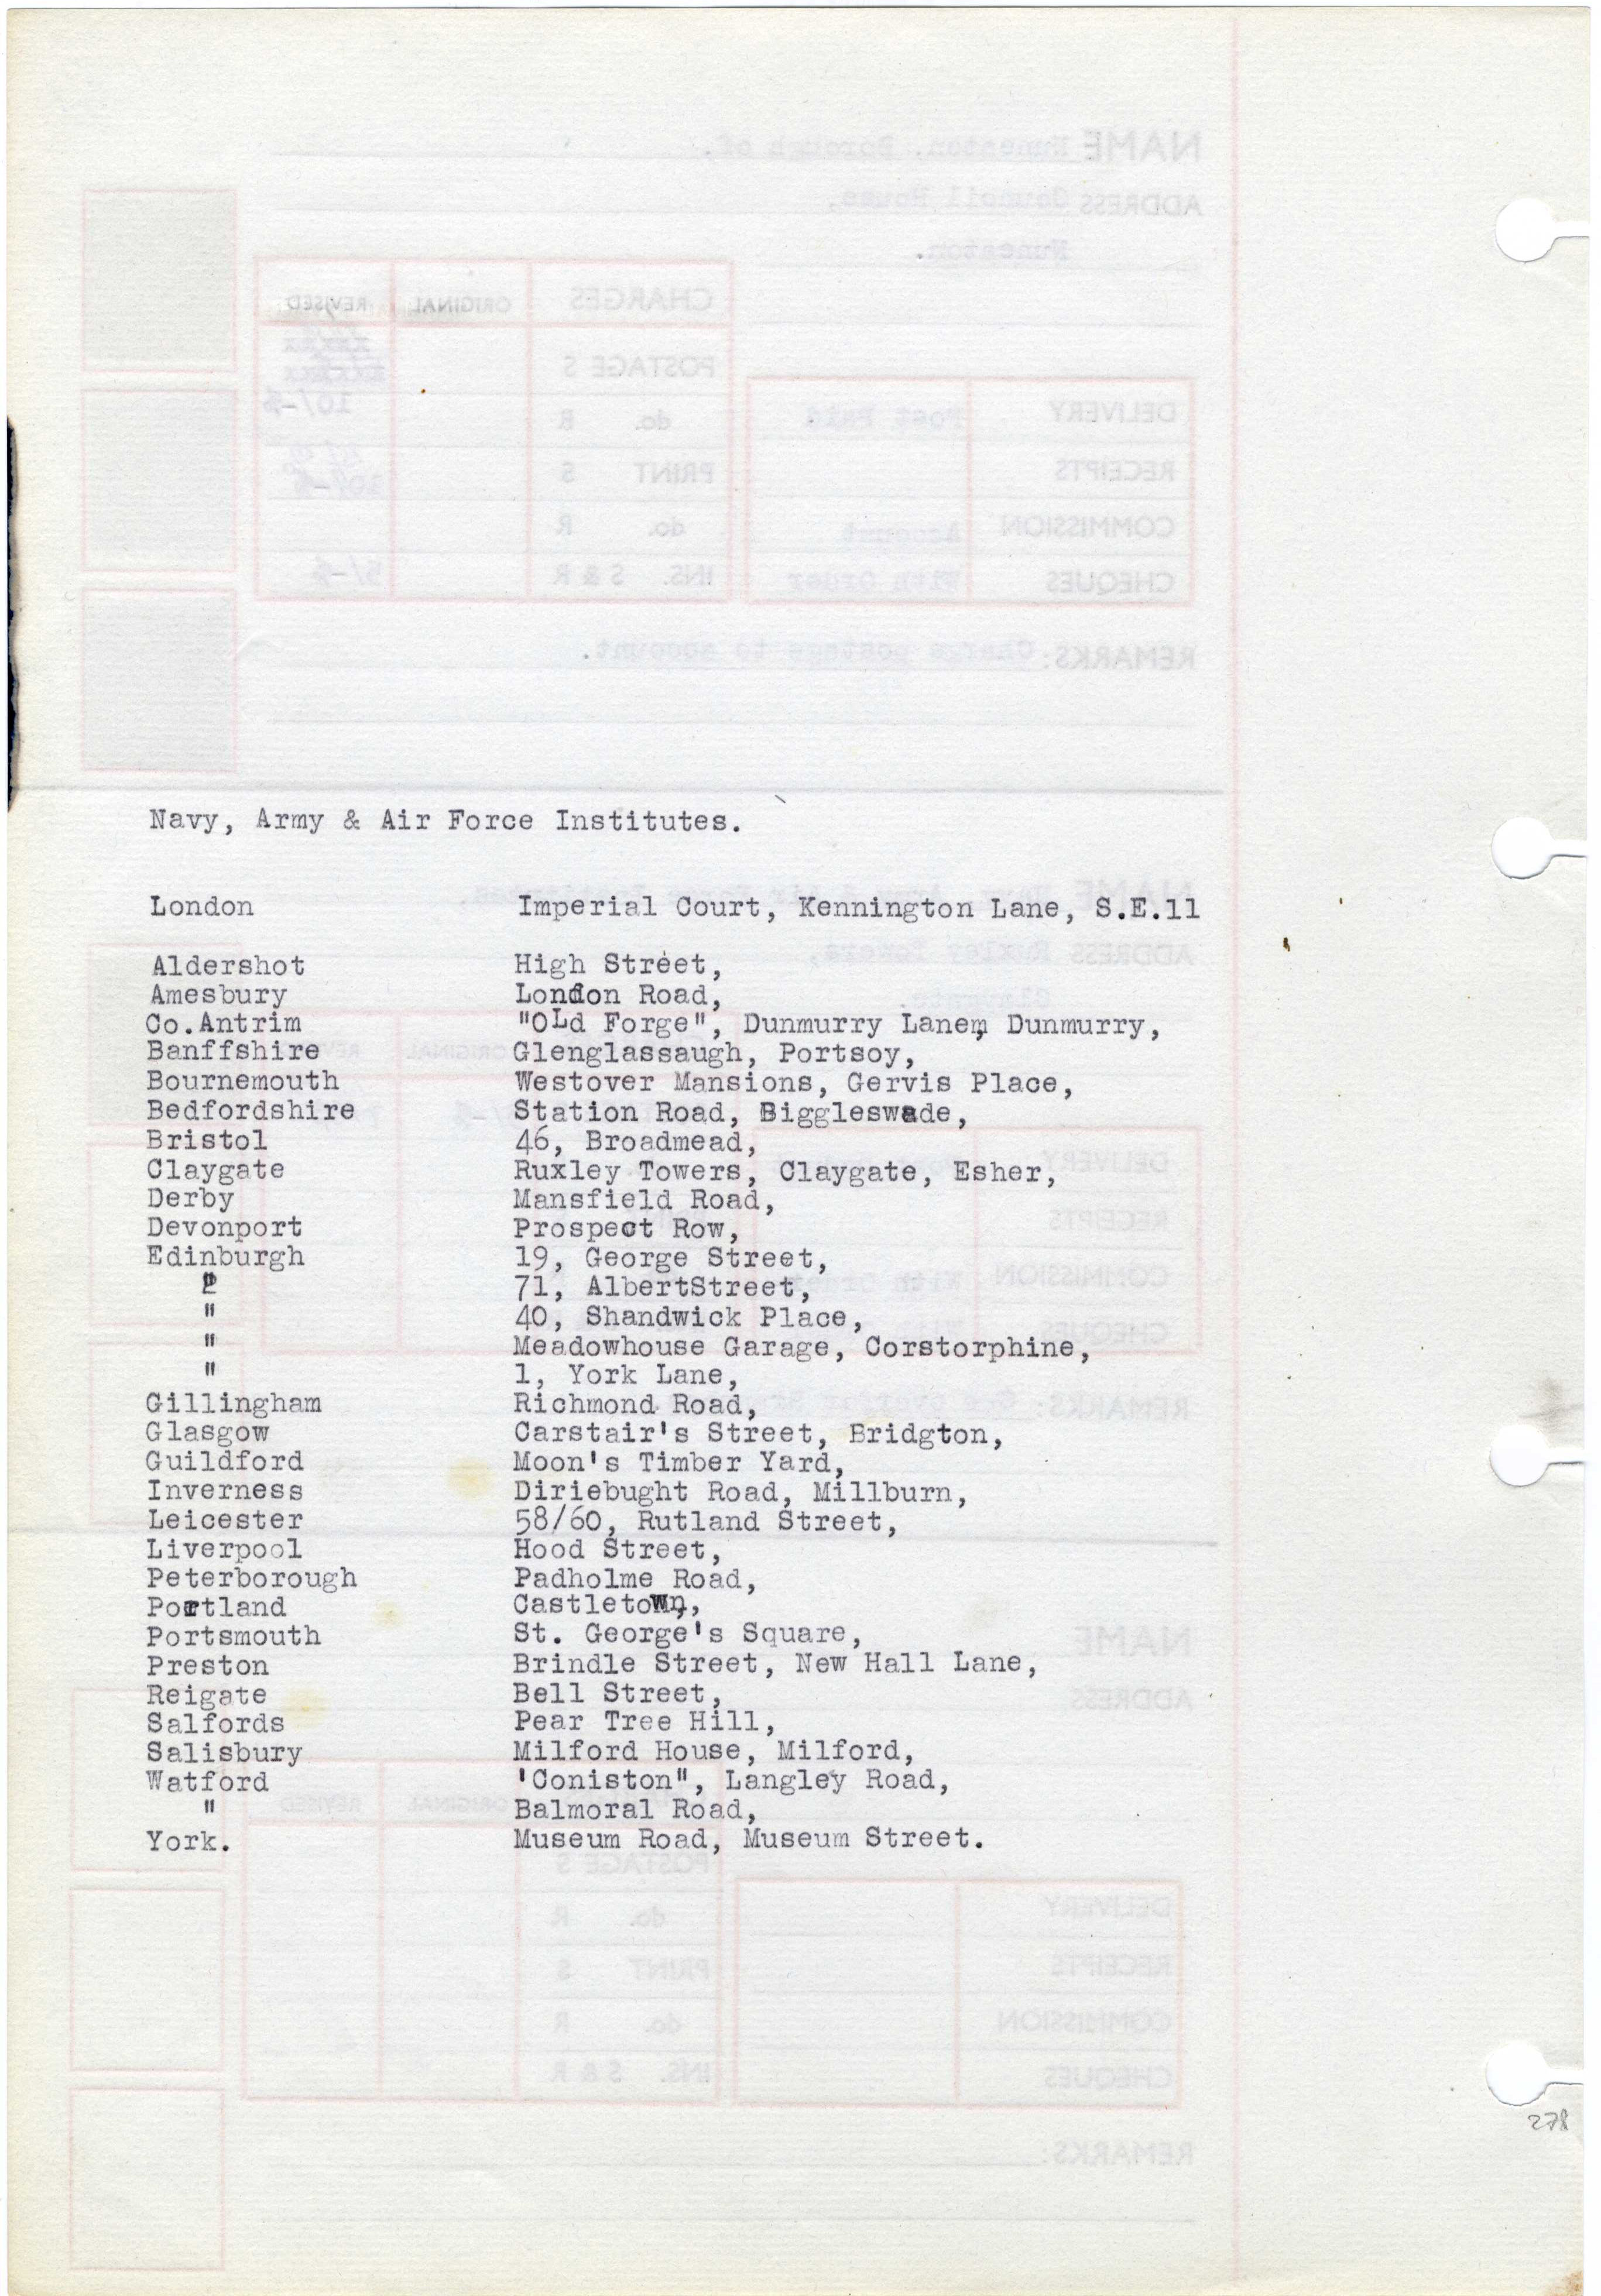 Navy, Army & Air Force Institutes.
London Imperial Court, Kennington Lane, S.E.11
Aldershot High Street,
Amesbury London Road,
Co.Antrim "OLd Forge", Dunmurry Lane, Dunmurry,
Banffshire Glenglassaugh, Portsoy,
Bournemouth Westover Mansions, Gervis Place,
Bedfordshire Station Road, Biggleswade,
Bristol 46, Broadmead,
Claygate Ruxley Towers, Claygate, Esher,
Derby Mansfield Road,
Devonport Prospect Row,
Edinburgh 19, George Street,
" 71, AlbertStreet,
" 40, Shandwick Place,
" Meadowhouse Garage, Corstorphine,
" 1, York Lane,
Gillingham Richmond Road,
Glasgow Carstair's Street, Bridgton,
Guildford Moon's Timber Yard,
Inverness Diriebught Road, Millburn,
Leicester 58/60, Rutland Street,
Liverpool Hood Street,
Peterborough Padholme Road,
Portland Castletown,
Portsmouth St. George's Square,
Preston Brindle Street, New Hall Lane,
Reigate Bell Street,
Salfords Pear Tree Hill,
Salisbury Milford House, Milford,
Watford 'Coniston", Langley Road,
" Balmoral Road,
York. Museum Road, Museum Street.
278